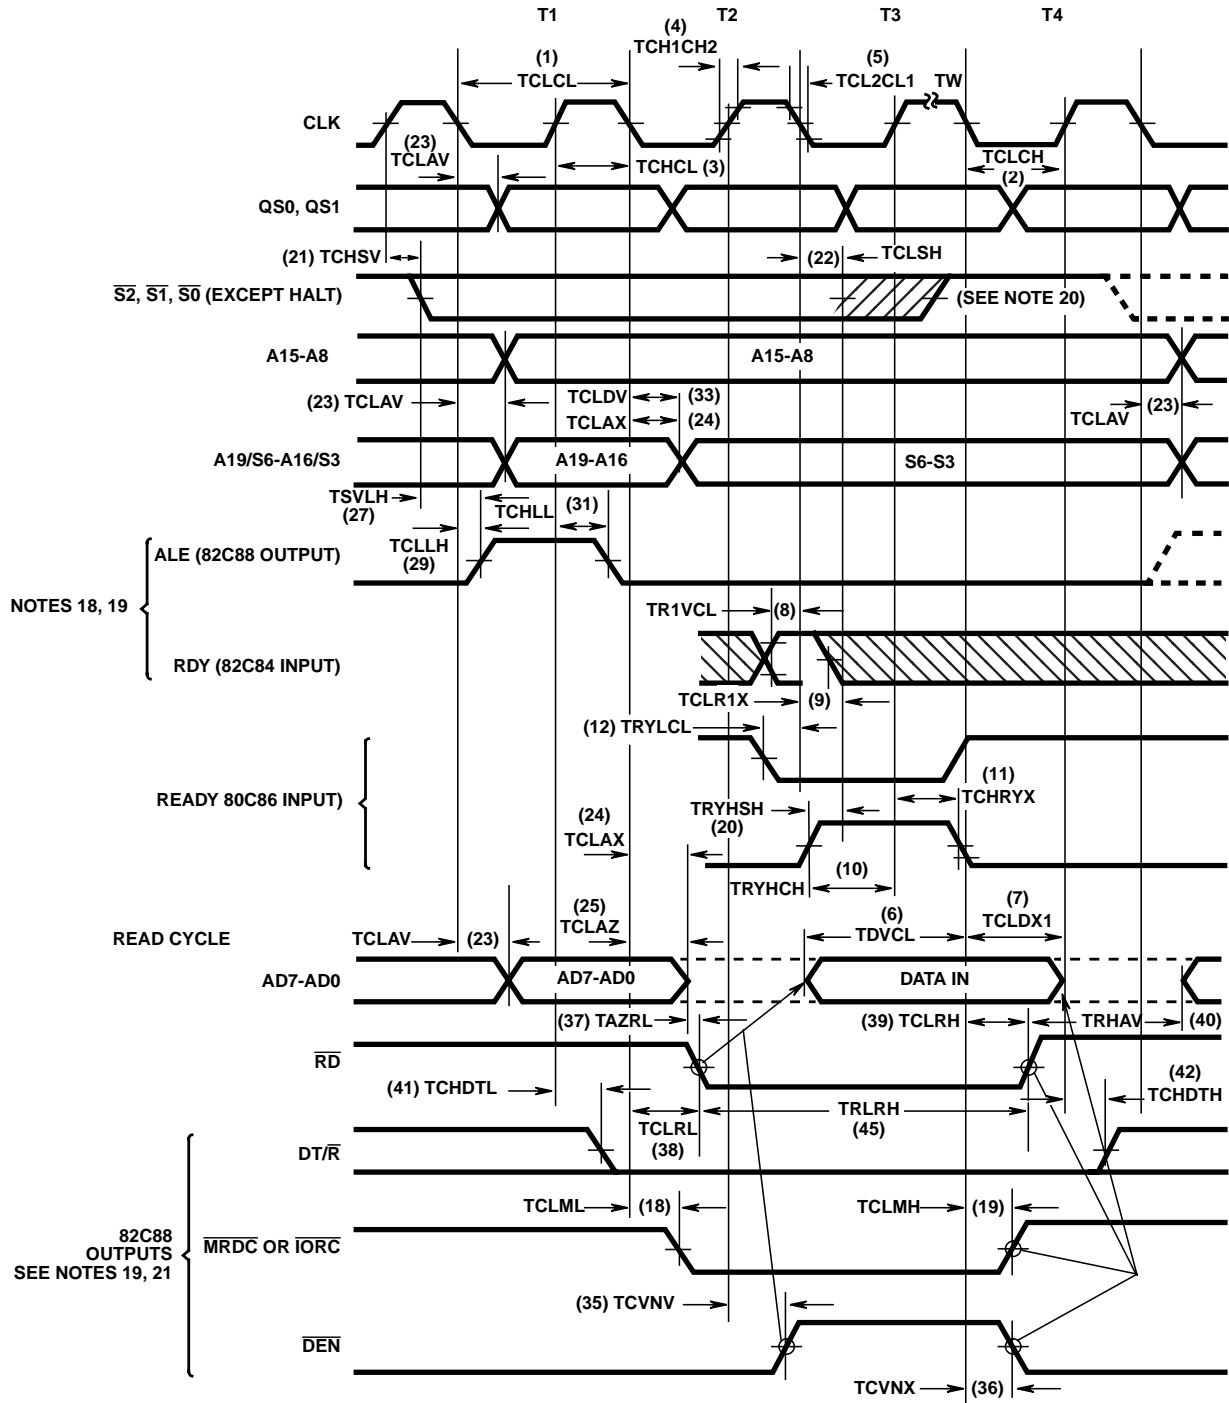 T1 T2 T3 T4
(4)
TCH1CH2
(1)
TCLCL
(5)
TCL2CL1
TW
CLK
(23)
TCLAV
TCHCL (3)
TCLCH
(2)
QS0, QS1
(21) TCHSV
(22)
TCLSH
S2, S1, S0 (EXCEPT HALT)
(SEE NOTE 20)
A15-A8
A15-A8
(23) TCLAV
TCLDV (33)
TCLAX (24)
TCLAV
(23)
A19/S6-A16/S3
A19-A16
S6-S3
TSVLH
(27)
TCHLL
(31)
TCLLH
(29)
ALE (82C88 OUTPUT)
NOTES 18, 19
TR1VCL
(8)
RDY (82C84 INPUT)
TCLR1X
(9)
(12) TRYLCL
READY 80C86 INPUT)
(11)
TCHRYX
TRYHSH
(20)
(24)
TCLAX
(10)
TRYHCH
(25)
TCLAZ
(6)
TDVCL
(7)
TCLDX1
READ CYCLE
TCLAV
(23)
AD7-AD0
AD7-AD0
DATA IN
(37) TAZRL
(39) TCLRH
TRHAV
(40)
RD
(41) TCHDTL
(42)
TCHDTH
TCLRL
(38)
TRLRH
(45)
DT/R
TCLML
(18)
TCLMH
(19)
82C88
OUTPUTS
SEE NOTES 19, 21
MRDC OR IORC
(35) TCVNV
DEN
TCVNX
(36)